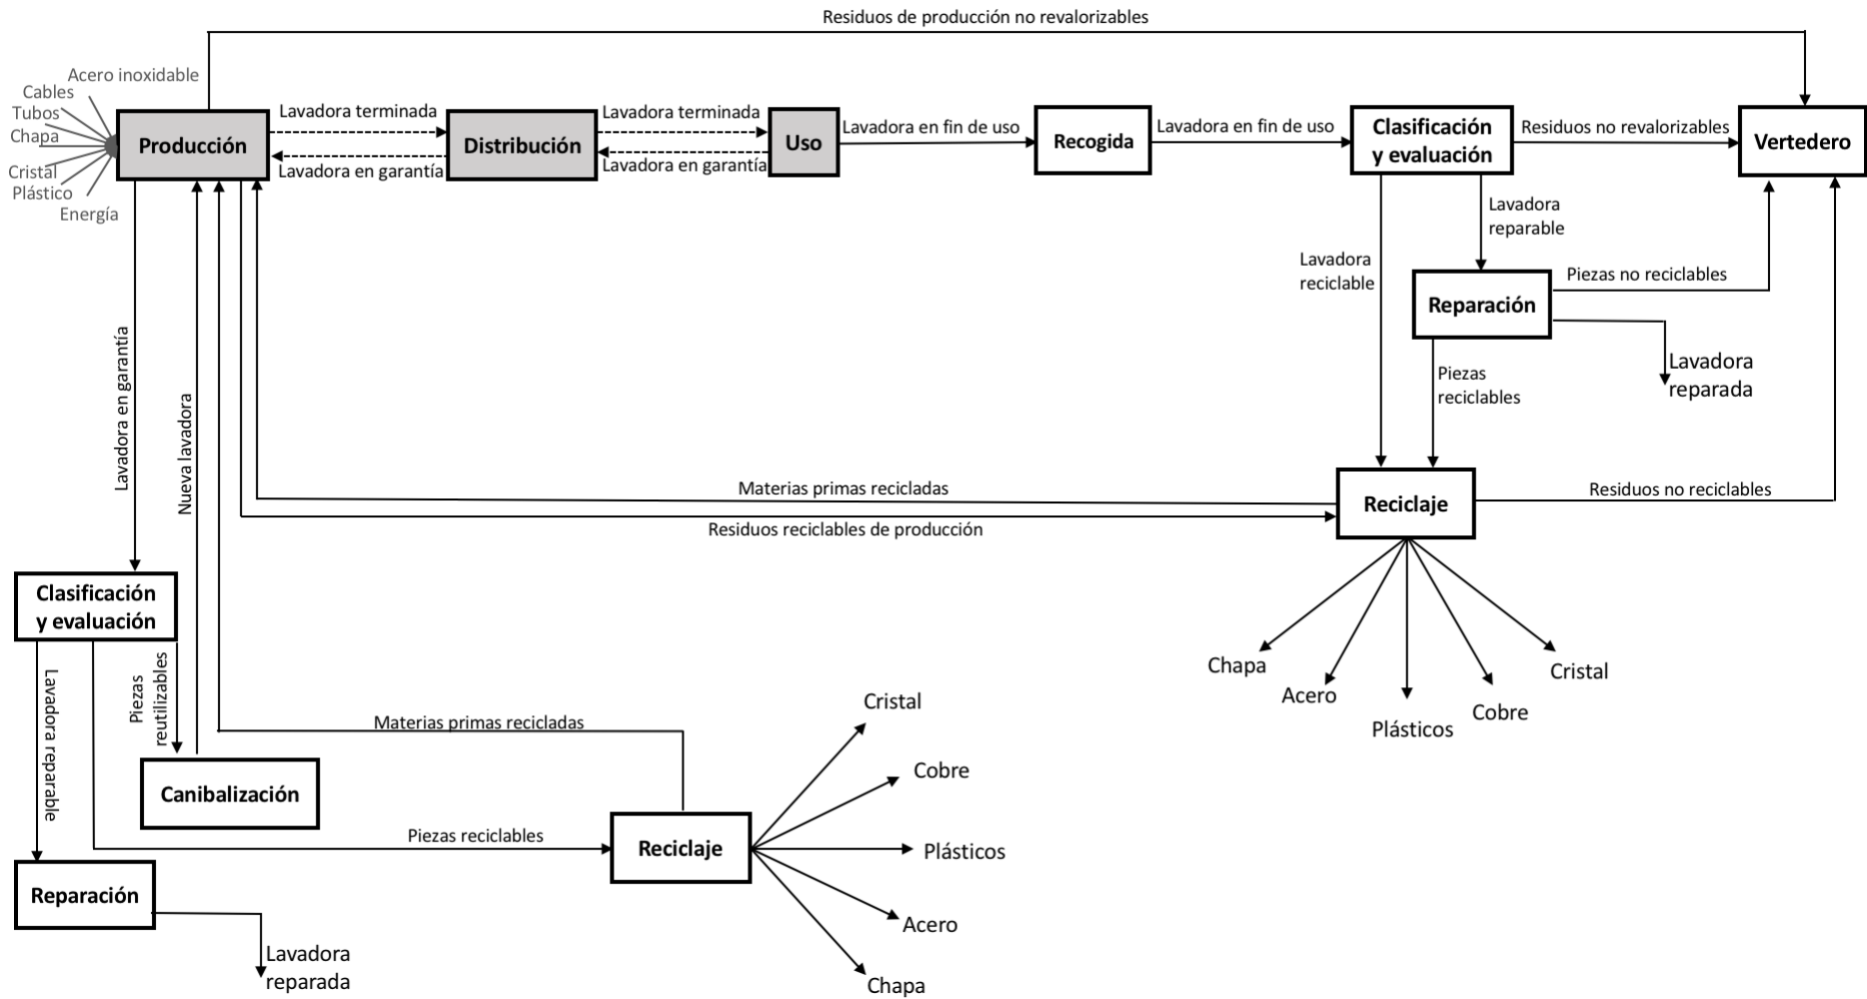 Residuos de producción no revalorizables
Acero inoxidable
Cables
Tubos
Chapa
Cristal
Plástico
Energía
Producción
Lavadora terminada
Lavadora en garantía
Distribución
Lavadora terminada
Lavadora en garantía
Uso
Lavadora en fin de uso
Recogida
Lavadora en fin de uso
Clasificación
y evaluación
Residuos no revalorizables
Vertedero
Lavadora
reparable
Lavadora
reciclable
Reparación
Piezas no reciclables
Lavadora
reparada
Piezas
reciclables
Lavadora en garantía
Nueva lavadora
Materias primas recicladas
Residuos reciclables de producción
Reciclaje
Residuos no reciclables
Chapa
Acero
Plásticos
Cobre
Cristal
Clasificación
y evaluación
Lavadora reparable
Piezas
reutilizables
Canibalización
Materias primas recicladas
Piezas reciclables
Reciclaje
Cristal
Cobre
Plásticos
Acero
Chapa
Reparación
Lavadora
reparada